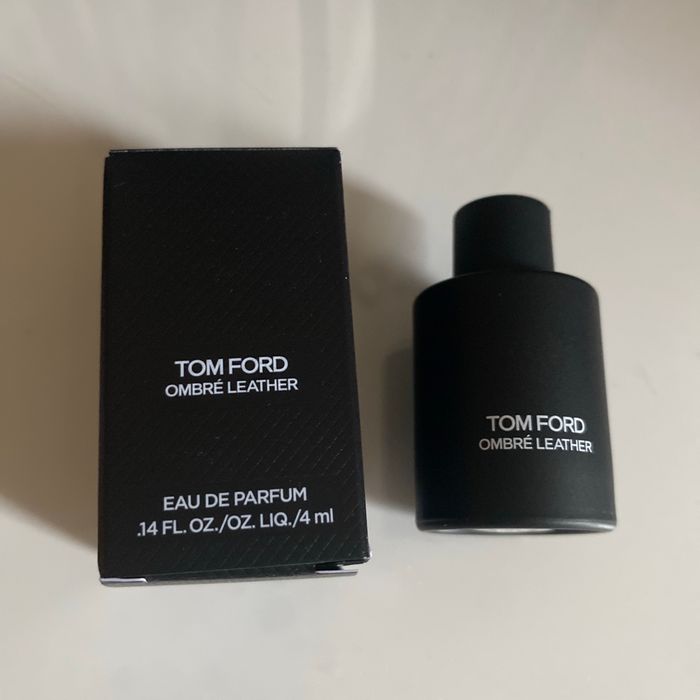 TOM FORD
OMBRÉ LEATHER
EAU DE PARFUM
.14 FL. OZ./OZ. LIQ./4 ml
TOM FORD
OMBRÉ LEATHER